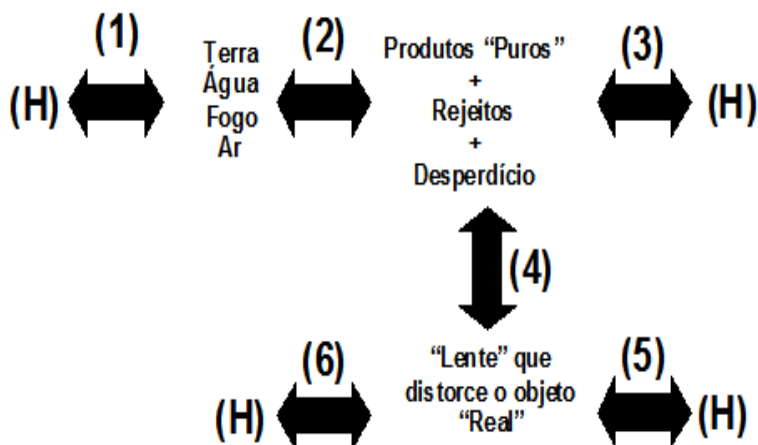 (1)
(2)
(3)
(H)
Terra
Água
Fogo
Ar
Produtos “Puros”
+
Rejeitos
+
Desperdício
(H)
(4)
(6)
(5)
(H)
“Lente” que
distorce o objeto
“Real”
(H)